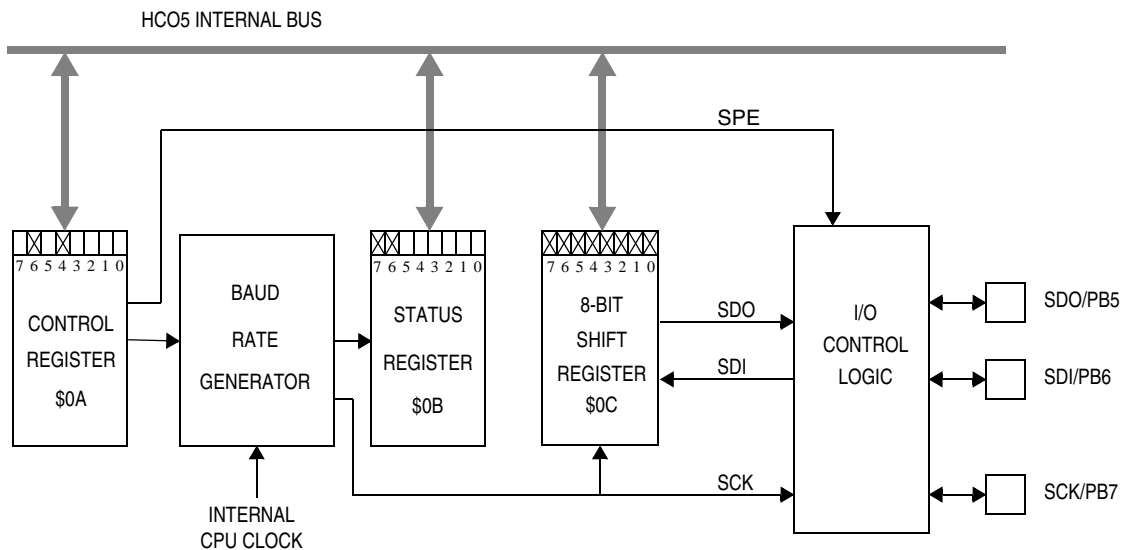 HCO5 INTERNAL BUS
SPE
7 6 5 4 3 2 1 0
CONTROL
REGISTER
$0A
BAUD
RATE
GENERATOR
INTERNAL
CPU CLOCK
7 6 5 4 3 2 1 0
STATUS
REGISTER
$0B
7 6 5 4 3 2 1 0
8-BIT
SHIFT
REGISTER
$0C
SDO
SDI
SCK
I/O
CONTROL
LOGIC
SDO/PB5
SDI/PB6
SCK/PB7